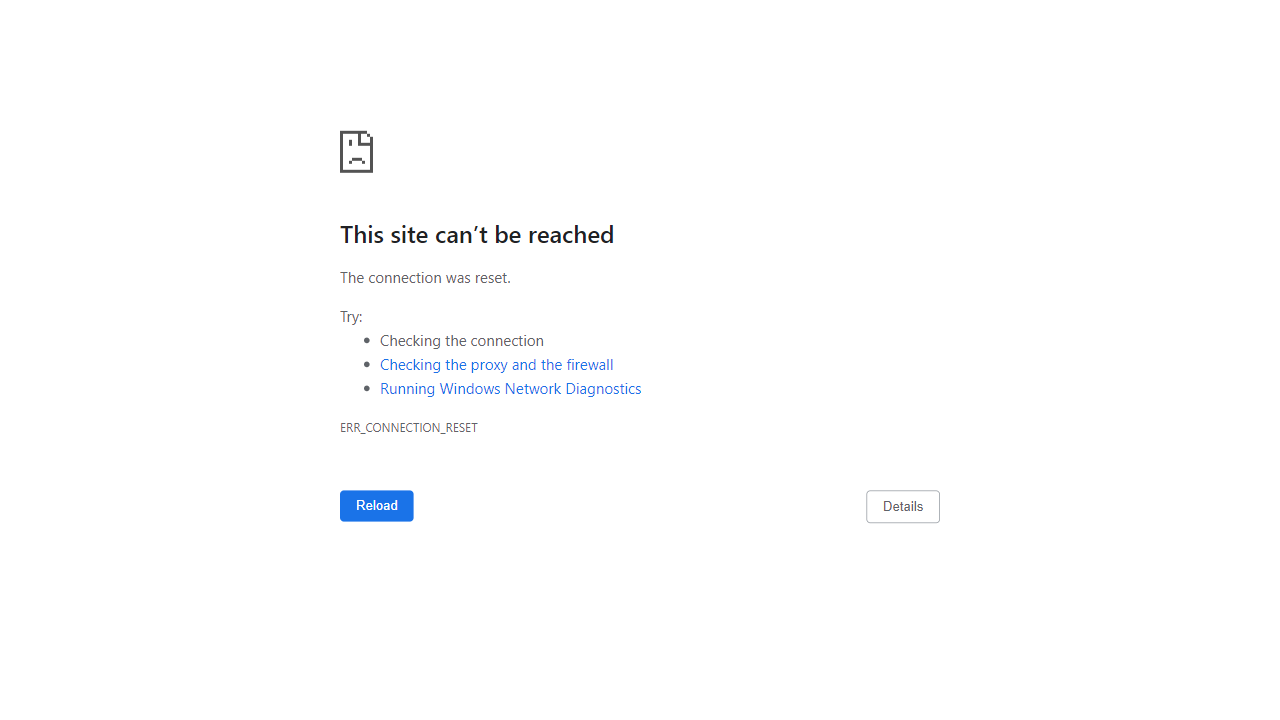 This site can’t be reached
The connection was reset.
Try:
Checking the connection
Checking the proxy and the firewall
Running Windows Network Diagnostics
ERR_CONNECTION_RESET
Reload
Details